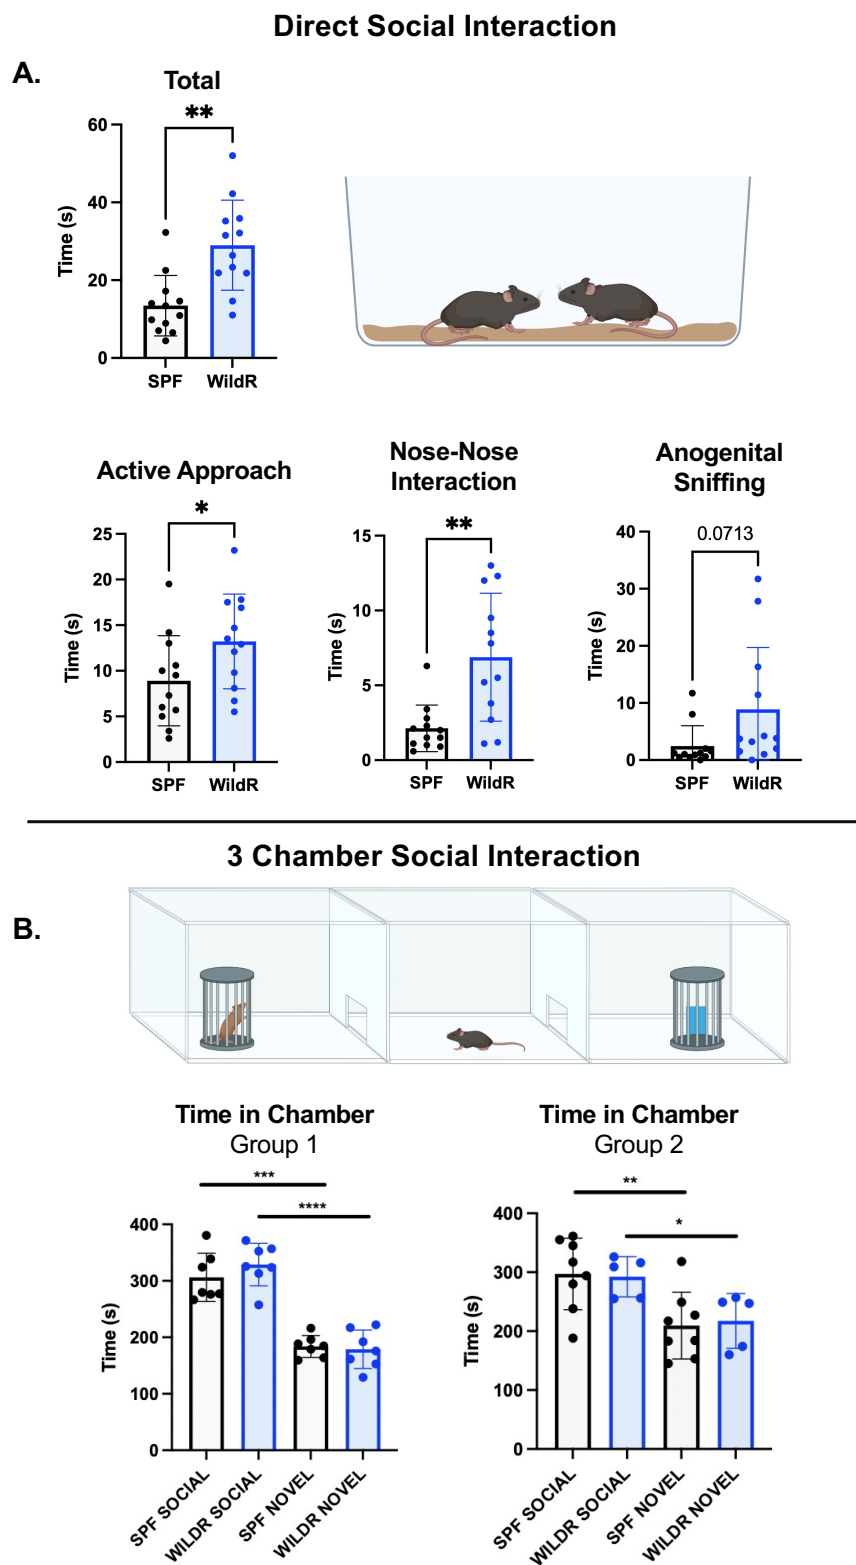 Direct Social Interaction
A.
Total
**
60
40
20
0
Time (s)
SPF WildR
Active Approach
*
25
20
15
10
5
0
Time (s)
SPF WildR
Nose-Nose
Interaction
**
15
10
5
0
Time (s)
SPF WildR
Anogenital
Sniffing
0.0713
40
30
20
10
0
Time (s)
SPF WildR
3 Chamber Social Interaction
B.
Time in Chamber
Group 1
***
****
400
300
200
100
0
Time (s)
SPF SOCIAL
WILDR SOCIAL
SPF NOVEL
WILDR NOVEL
Time in Chamber
Group 2
**
*
400
300
200
100
0
Time (s)
SPF SOCIAL
WILDR SOCIAL
SPF NOVEL
WILDR NOVEL